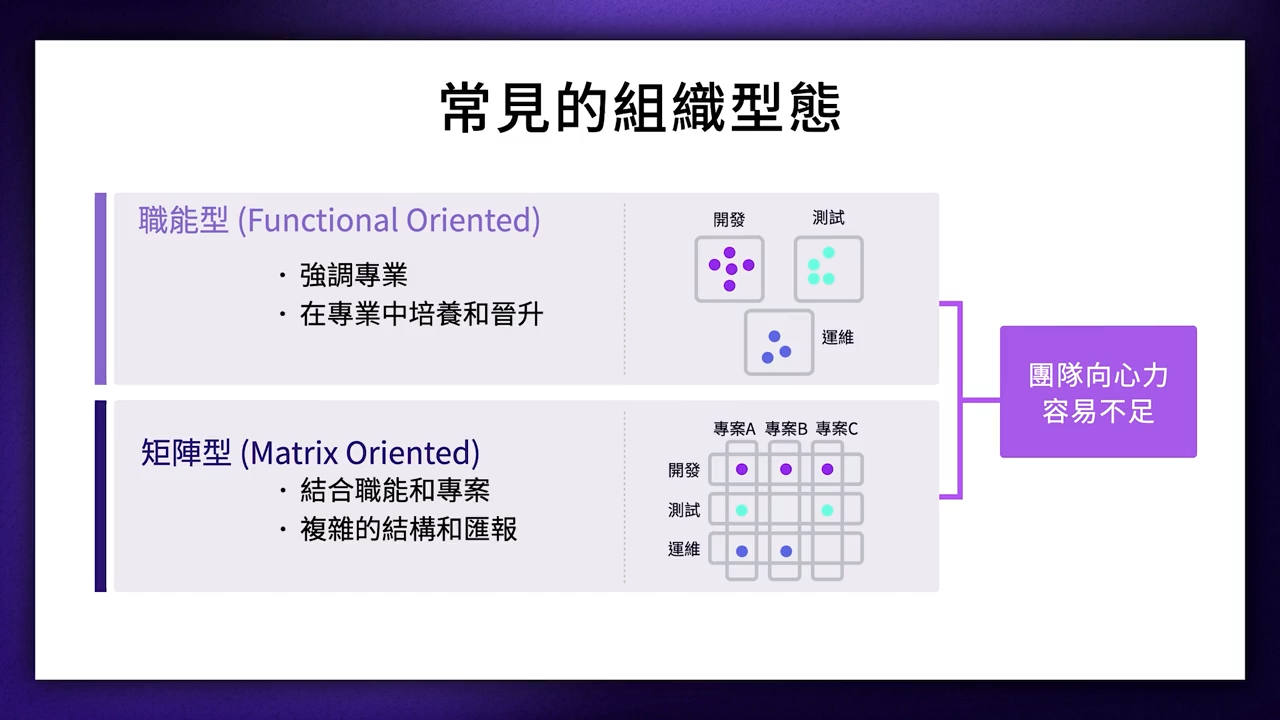 常見的組織型態
職能型 (Functional Oriented)
・強調專業
・在專業中培養和晉升
開發
測試
運維
矩陣型 (Matrix Oriented)
・結合職能和專案
・複雜的結構和匯報
專案A 專案B 專案C
開發
測試
運維
團隊向心力
容易不足